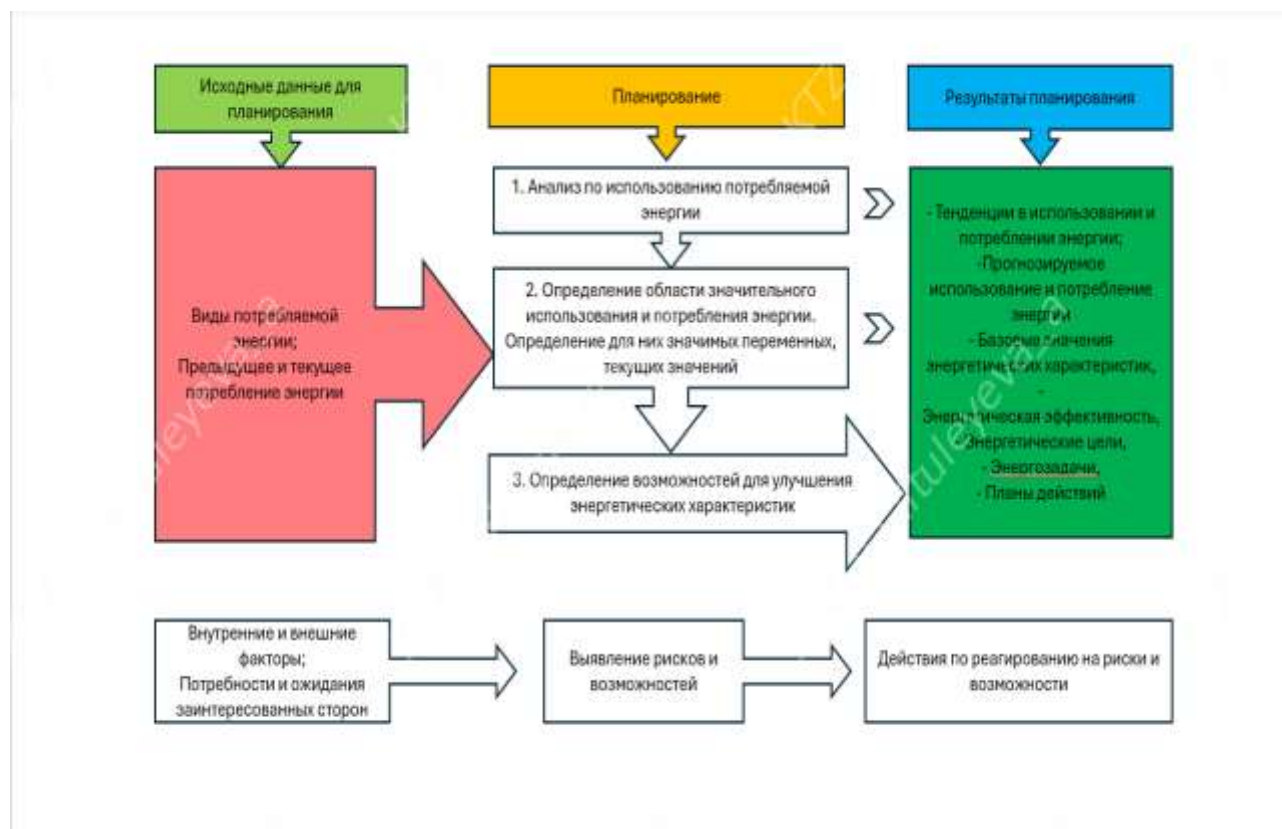 Исходные данные для
планирования
Планирование
Результаты планирования
Виды потребляемой
энергии;
Предыдущее и текущее
потребление энергии
1. Анализ по использованию потребляемой
энергии
2. Определение области значительного
использования и потребления энергии.
Определение для них значимых переменных,
текущих значений
3. Определение возможностей для улучшения
энергетических характеристик
- Тенденции в использовании и
потреблении энергии;
-Прогнозируемое
использование и потребление
энергии
- Базовые значения
энергетических характеристик,
-
Энергетическая эффективность,
Энергетические цели,
- Энергозадачи,
- Планы действий
Внутренние и внешние
факторы;
Потребности и ожидания
заинтересованных сторон
Выявление рисков и
возможностей
Действия по реагированию на риски и
возможности
KTZ